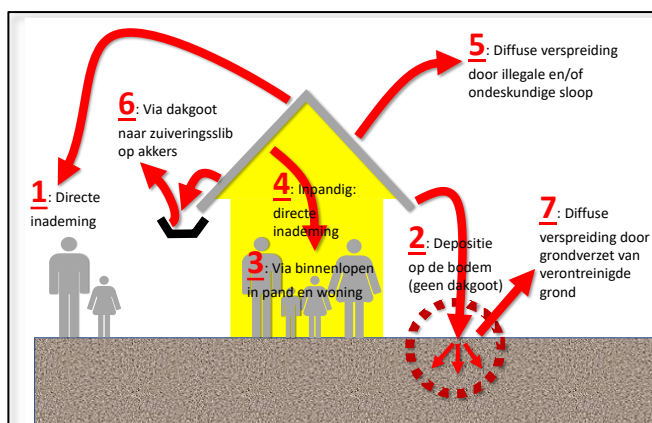 5: Diffuse verspreiding
door illegale en/of
ondeskundige sloop
6: Via dakgoot
naar zuiveringsslib
op akkers
1: Directe
inademing
4: Inpandig:
directe
inademing
3: Via binnenlopen
in pand en woning
2: Depositie
op de bodem
(geen dakgoot)
7: Diffuse
verspreiding door
grondverzet van
verontreinigde
grond